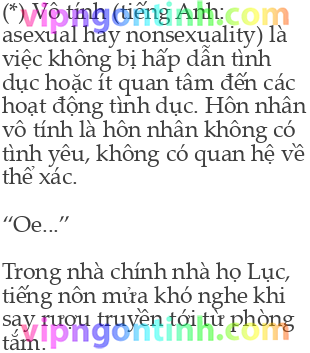 vipngontinh.com
(*) Vô tính (tiếng Anh:
asexual hay nonsexuality) là
việc không bị hấp dẫn tình
dục hoặc ít quan tâm đến các
hoạt động tình dục. Hôn nhân
vô tính là hôn nhân không có
tình yêu, không có quan hệ về
thể xác.
“Oe...”
Trong nhà chính nhà họ Lục,
tiếng nôn mửa khó nghe khi
say rượu truyền tới từ phòng
vipngontinh.com
tắm.